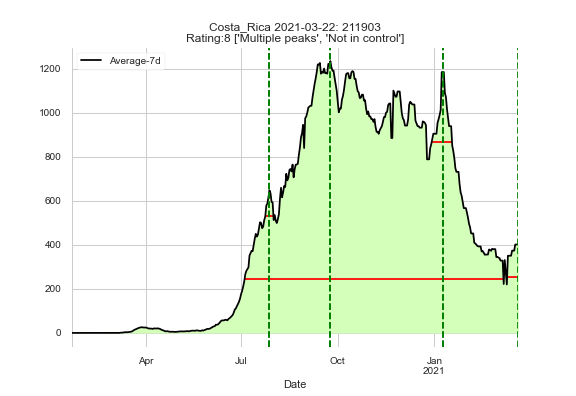 Costa_Rica 2021-03-22: 211903
Rating:8 ['Multiple peaks', 'Not in control']
Average-7d
1200
1000
800
600
400
200
0
Apr
Jul
Oct
Jan
2021
Date